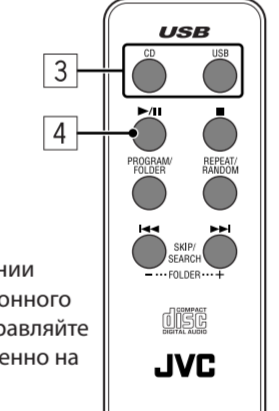 USB
CD USB
3
4
►/II ■
PROGRAM/ REPEAT/
FOLDER RANDOM
I◄◄ ►►I
SKIP/
SEARCH
– ··· FOLDER ··· +
COMPACT
disc
DIGITAL AUDIO
JVC
нии
онного
равляйте
енно на